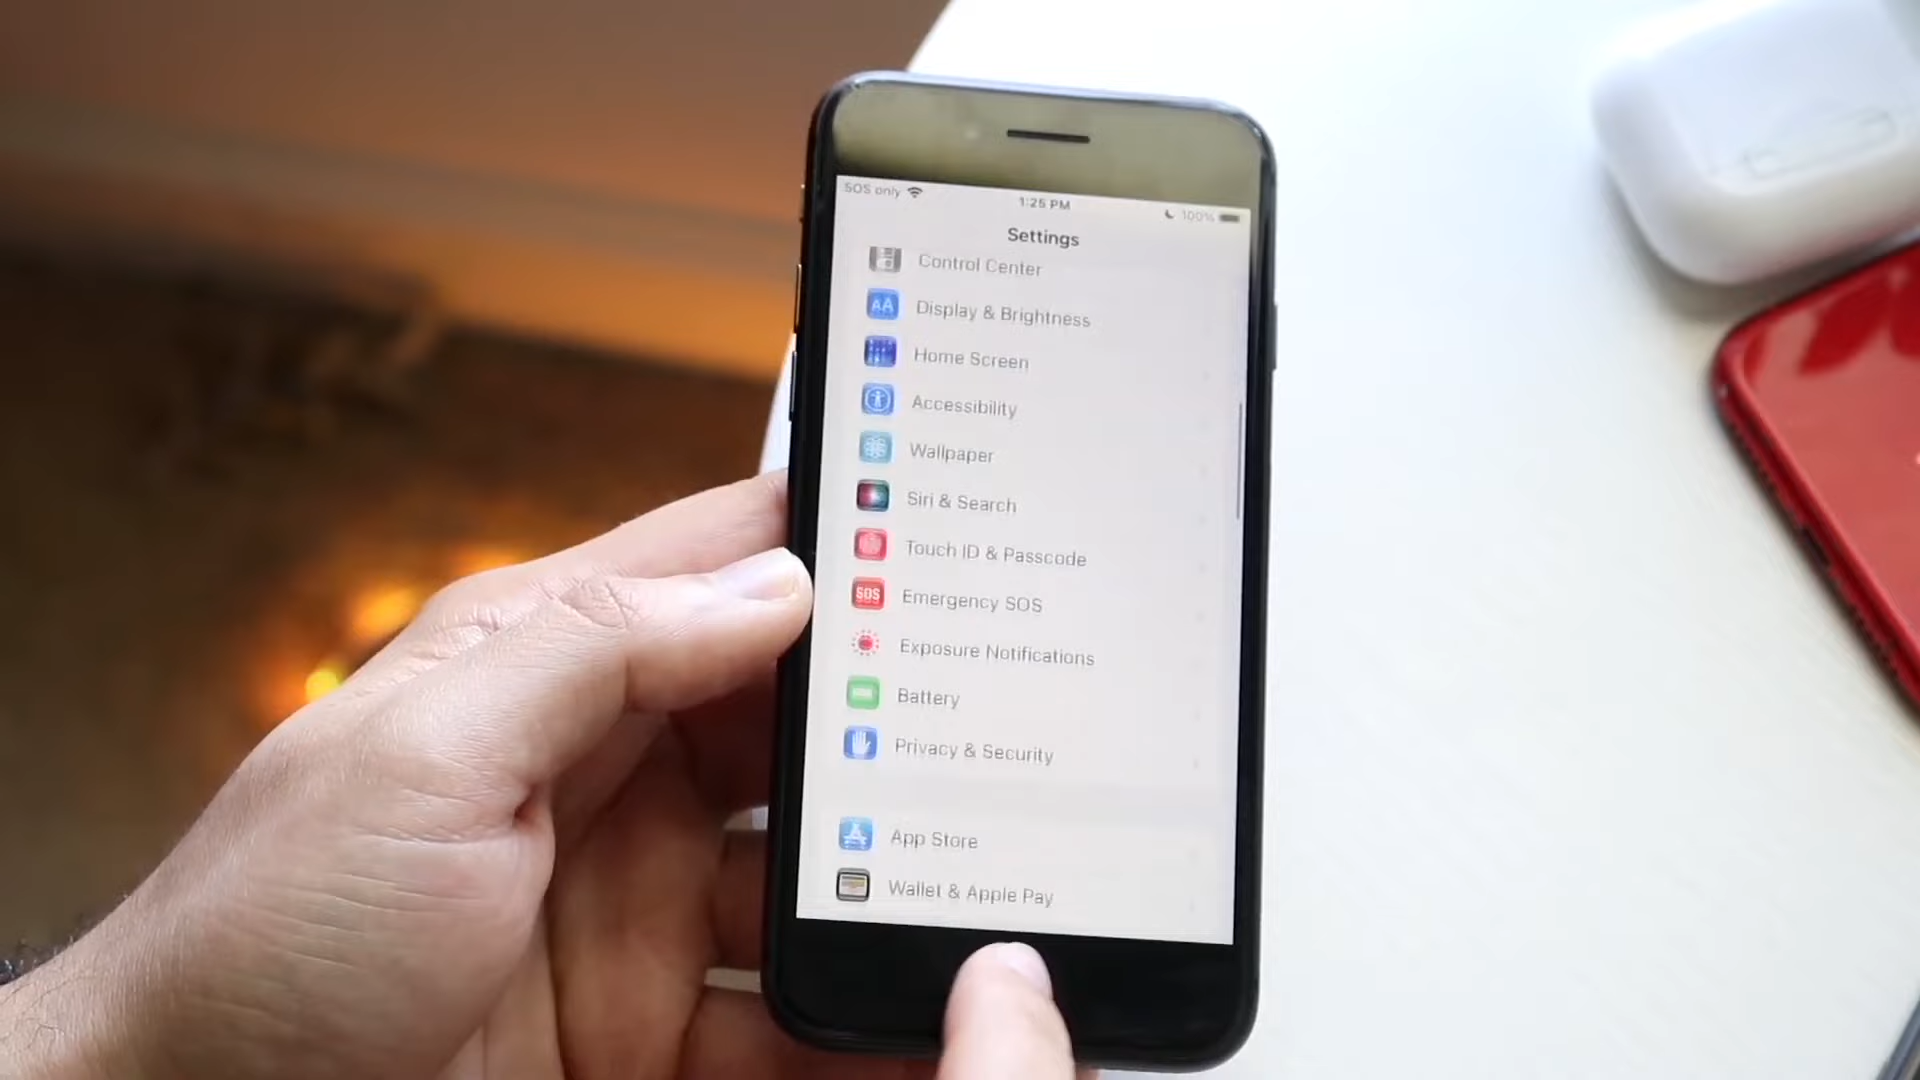 SOS only
1:25 PM
100%
Settings
Control Center
AA
Display & Brightness
Home Screen
Accessibility
Wallpaper
Siri & Search
Touch ID & Passcode
SOS
Emergency SOS
Exposure Notifications
Battery
Privacy & Security
App Store
Wallet & Apple Pay